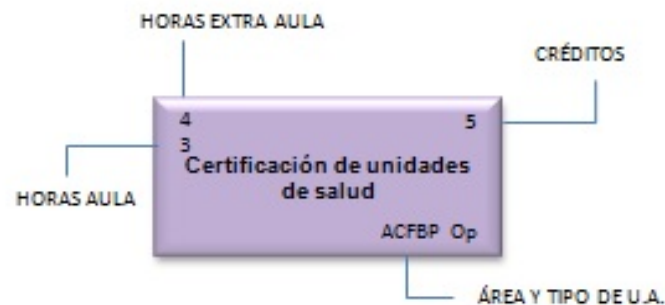 HORAS EXTRA AULA
CRÉDITOS
4
5
3
Certificación de unidades
de salud
HORAS AULA
ACFBP Op
ÁREA Y TIPO DE U.A.